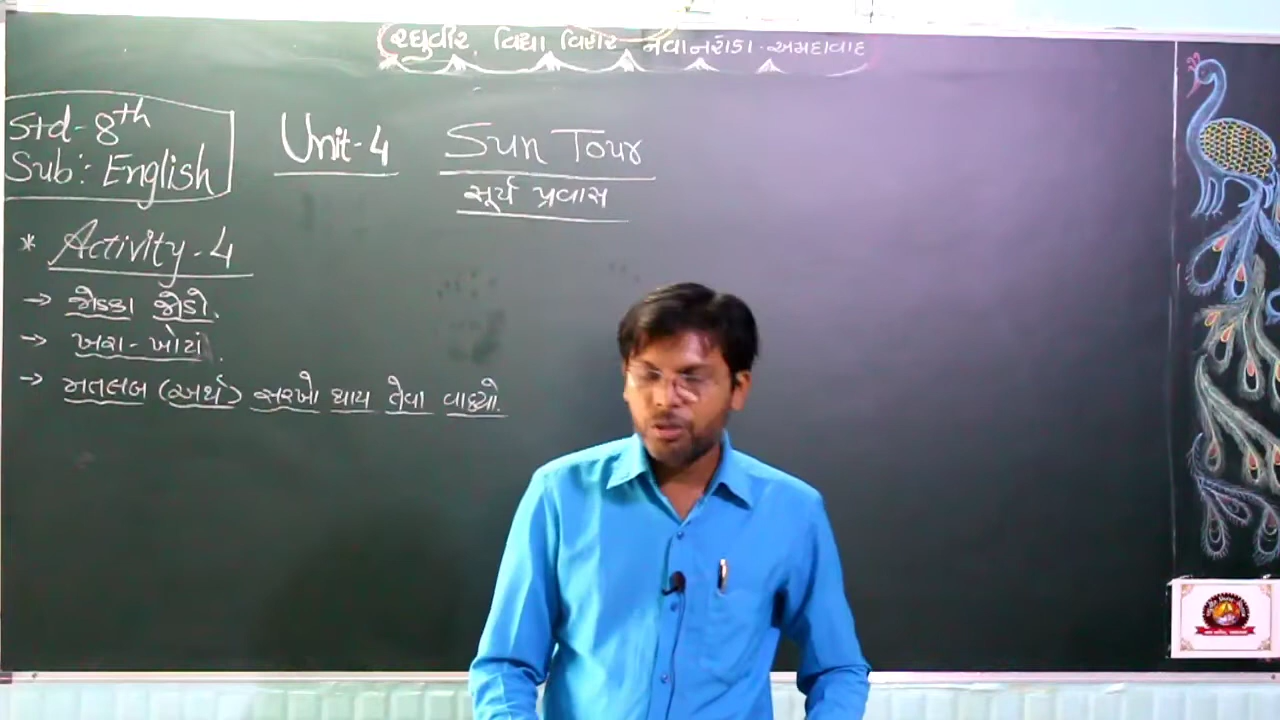 રઘુવીર વિદ્યા વિહાર નવાનરોડા-અમદાવાદ
Std-8th
Sub: English
Unit-4 Sun Tour
સૂર્ય પ્રવાસ
* Activity-4
→ જોડકા જોડો.
→ ખરા-ખોટાં.
→ મતલબ (અર્થ) સરખો થાય તેવા વાક્યો.